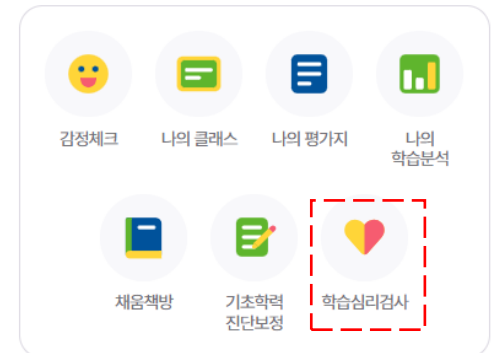 감정체크
나의 클래스
나의 평가지
나의
학습분석
채움책방
기초학력
진단보정
학습심리검사